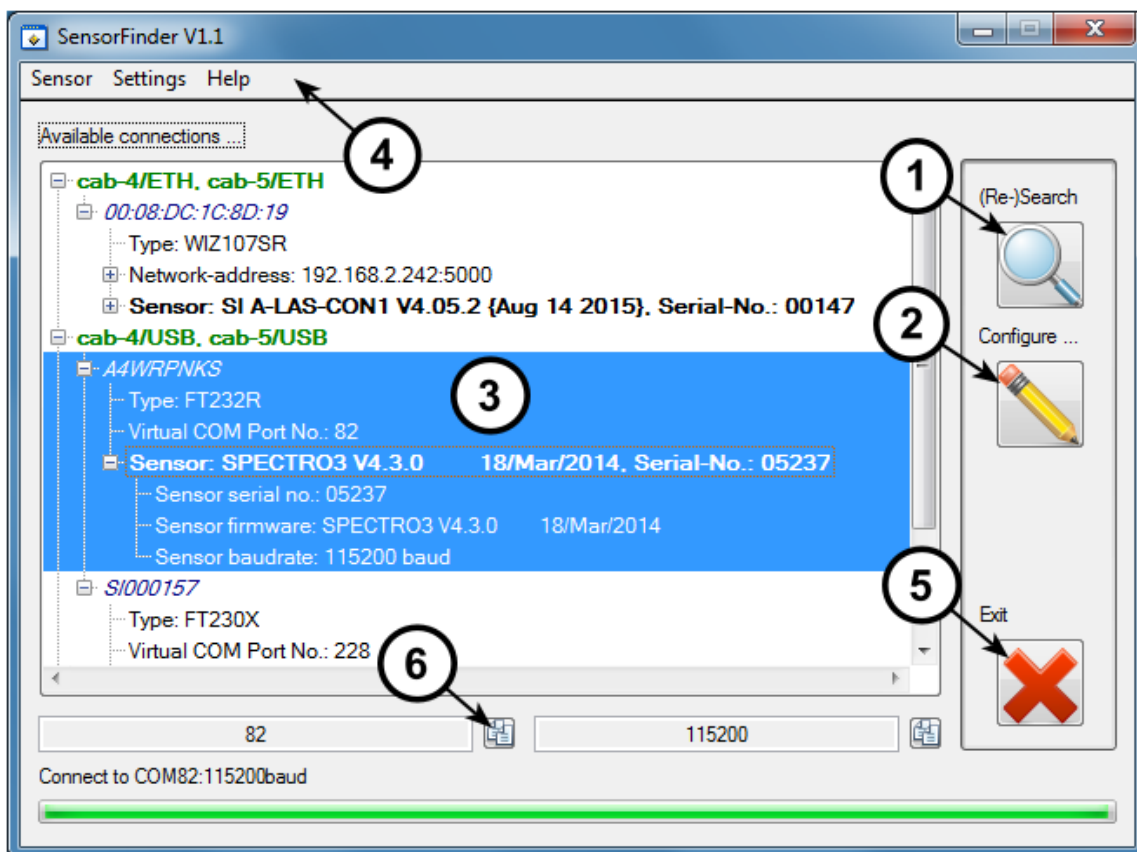 SensorFinder V1.1
Sensor Settings Help
Available connections ...
4
cab-4/ETH, cab-5/ETH
00:08:DC:1C:8D:19
Type: WIZ107SR
Network-address: 192.168.2.242:5000
Sensor: SI A-LAS-CON1 V4.05.2 {Aug 14 2015}, Serial-No.: 00147
cab-4/USB, cab-5/USB
A4WRPNKS
Type: FT232R
Virtual COM Port No.: 82
3
Sensor: SPECTRO3 V4.3.0 18/Mar/2014, Serial-No.: 05237
Sensor serial no.: 05237
Sensor firmware: SPECTRO3 V4.3.0 18/Mar/2014
Sensor baudrate: 115200 baud
SI000157
Type: FT230X
Virtual COM Port No.: 228
6
1
(Re-)Search
2
Configure ...
5
Exit
82
115200
Connect to COM82:115200baud